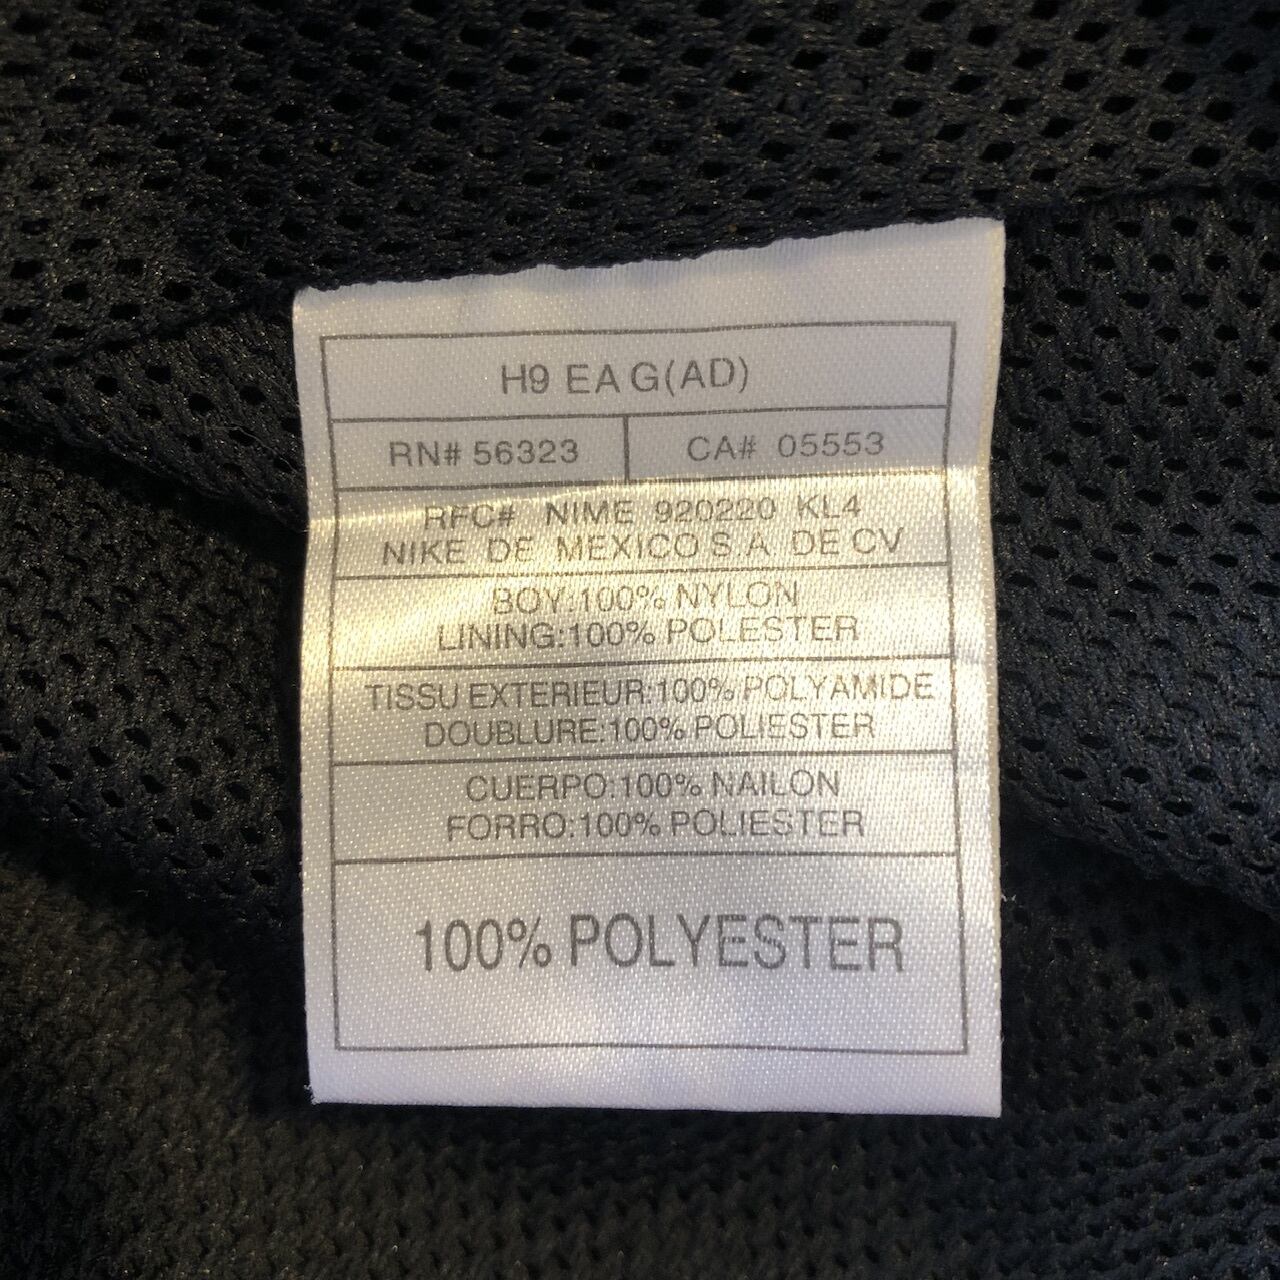 H9 EA G(AD)
RN# 56323 CA# 05553
RFC# NIME 920220 KL4
NIKE DE MEXICO S.A. DE CV
BOY:100% NYLON
LINING:100% POLESTER
TISSU EXTERIEUR:100% POLYAMIDE
DOUBLURE:100% POLIESTER
CUERPO:100% NAILON
FORRO:100% POLIESTER
100% POLYESTER